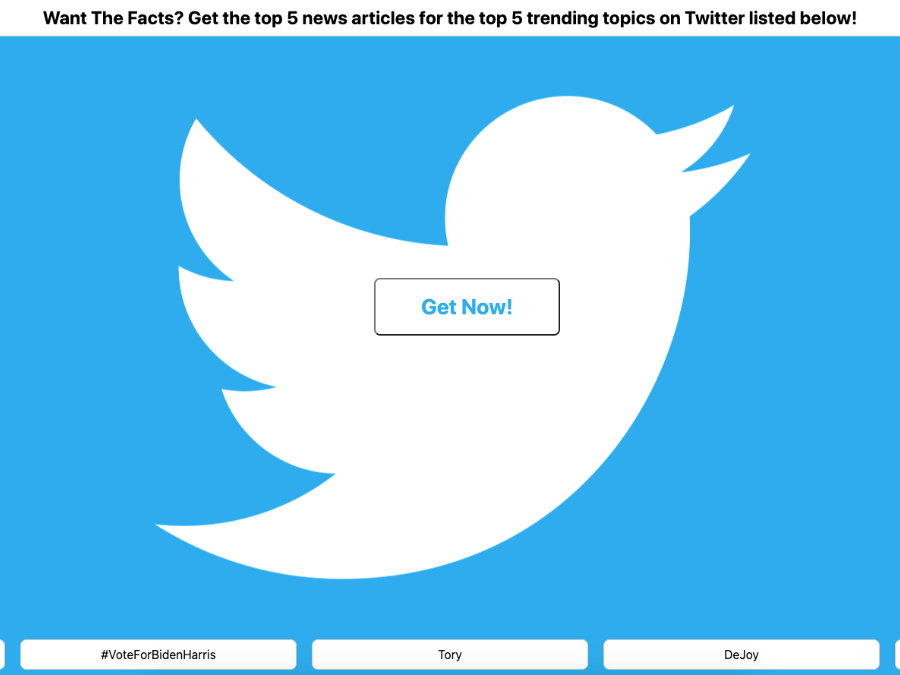 Want The Facts? Get the top 5 news articles for the top 5 trending topics on Twitter listed below!
Get Now!
#VoteForBidenHarris
Tory
DeJoy